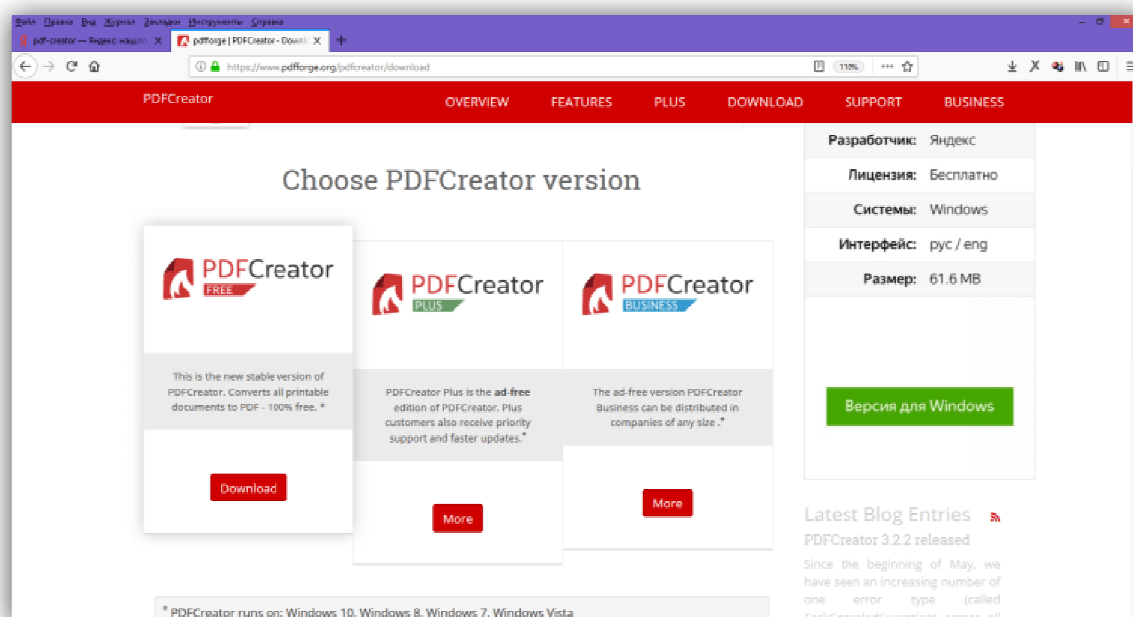 Файл Правка Вид Журнал Закладки Инструменты Справка
pdf-creator — Яндекс: нашло
pdfforge | PDFCreator - Downl
https://www.pdfforge.org/pdfcreator/download
110%
PDFCreator
OVERVIEW FEATURES PLUS DOWNLOAD SUPPORT BUSINESS
Choose PDFCreator version
PDFCreator
FREE
This is the new stable version of
PDFCreator. Converts all printable
documents to PDF - 100% free. *
Download
PDFCreator
PLUS
PDFCreator Plus is the ad-free
edition of PDFCreator. Plus
customers also receive priority
support and faster updates.*
More
PDFCreator
BUSINESS
The ad-free version PDFCreator
Business can be distributed in
companies of any size .*
More
* PDFCreator runs on: Windows 10, Windows 8, Windows 7, Windows Vista
Разработчик: Яндекс
Лицензия: Бесплатно
Системы: Windows
Интерфейс: рус / eng
Размер: 61.6 MB
Версия для Windows
Latest Blog Entries
PDFCreator 3.2.2 released
Since the beginning of May, we
have seen an increasing number of
one error type (called